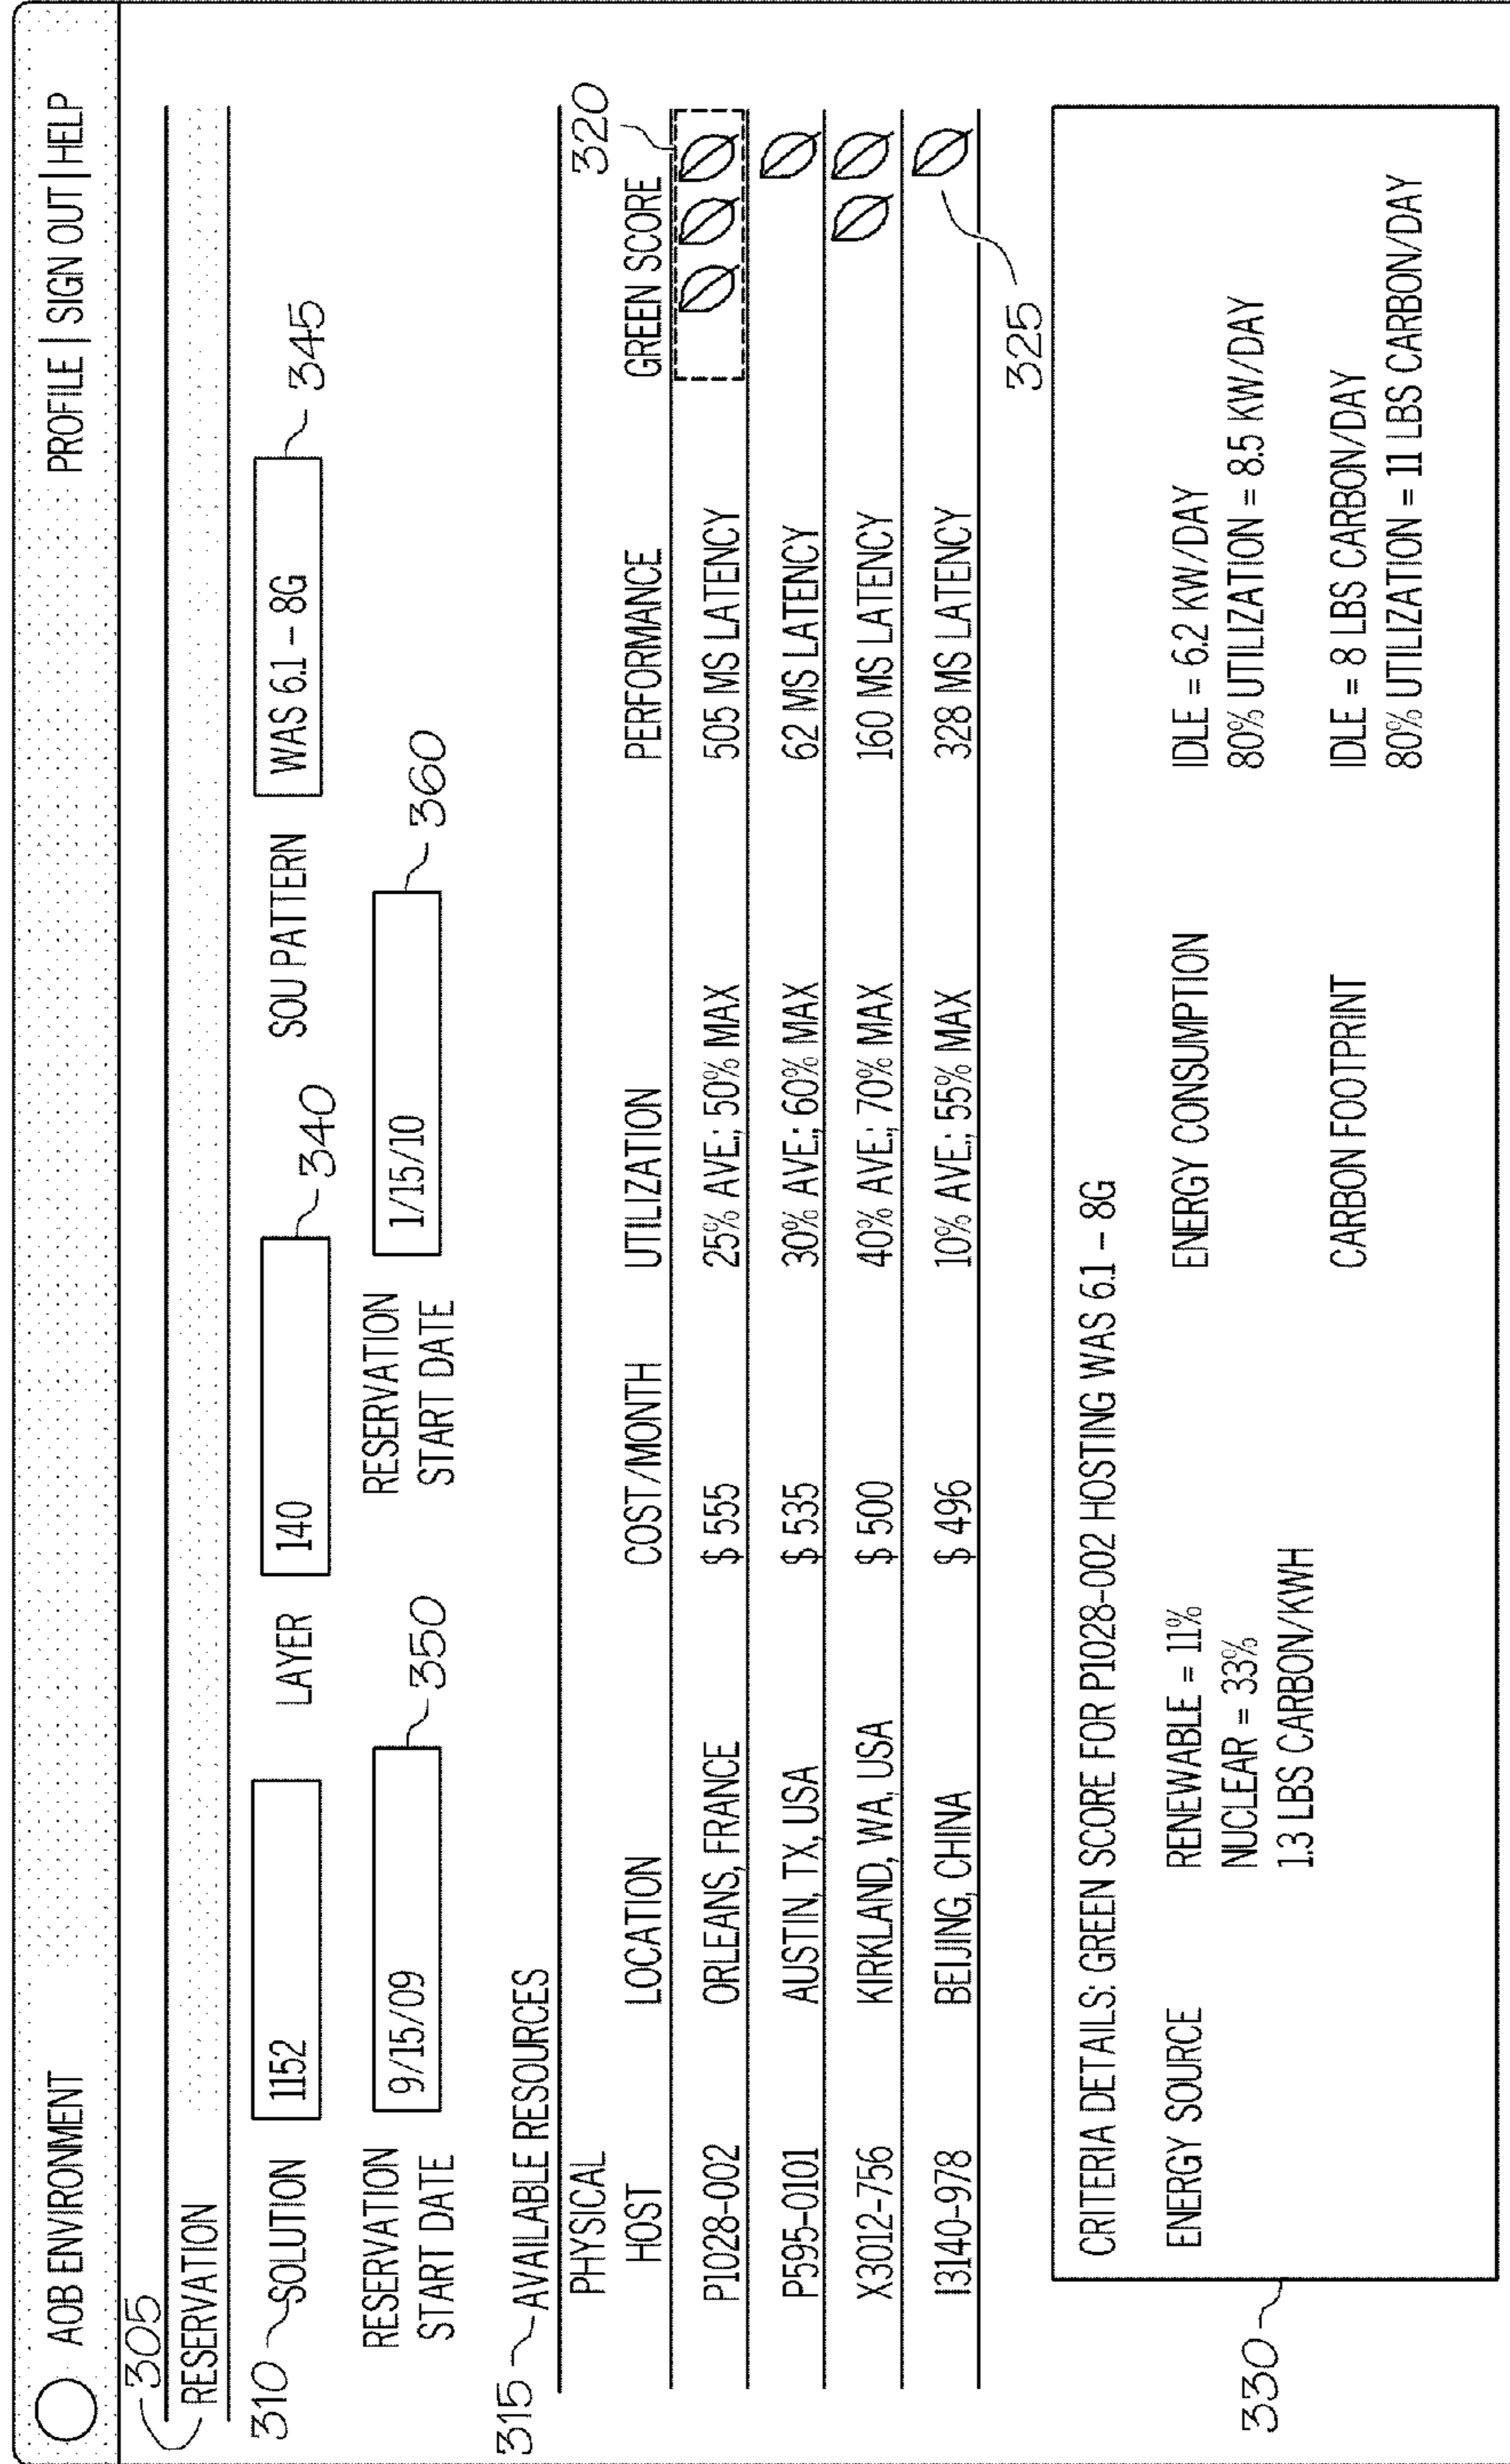 AOB ENVIRONMENT PROFILE | SIGN OUT | HELP
305
RESERVATION
310 SOLUTION 1152 LAYER 140 340 SOU PATTERN WAS 6.1 – 8G 345
RESERVATION START DATE 9/15/09 350 RESERVATION START DATE 1/15/10 360
315 AVAILABLE RESOURCES
PHYSICAL HOST LOCATION COST/MONTH UTILIZATION PERFORMANCE GREEN SCORE 320
P1028-002 ORLEANS, FRANCE $ 555 25% AVE.; 50% MAX 505 MS LATENCY
P595-0101 AUSTIN, TX, USA $ 535 30% AVE.; 60% MAX 62 MS LATENCY
X3012-756 KIRKLAND, WA, USA $ 500 40% AVE.; 70% MAX 160 MS LATENCY
I3140-978 BEIJING, CHINA $ 496 10% AVE.; 55% MAX 328 MS LATENCY
325
CRITERIA DETAILS: GREEN SCORE FOR P1028-002 HOSTING WAS 6.1 – 8G
ENERGY SOURCE RENEWABLE = 11% ENERGY CONSUMPTION IDLE = 6.2 KW/DAY
NUCLEAR = 33% 80% UTILIZATION = 8.5 KW/DAY
1.3 LBS CARBON/KWH
CARBON FOOTPRINT IDLE = 8 LBS CARBON/DAY
80% UTILIZATION = 11 LBS CARBON/DAY
330